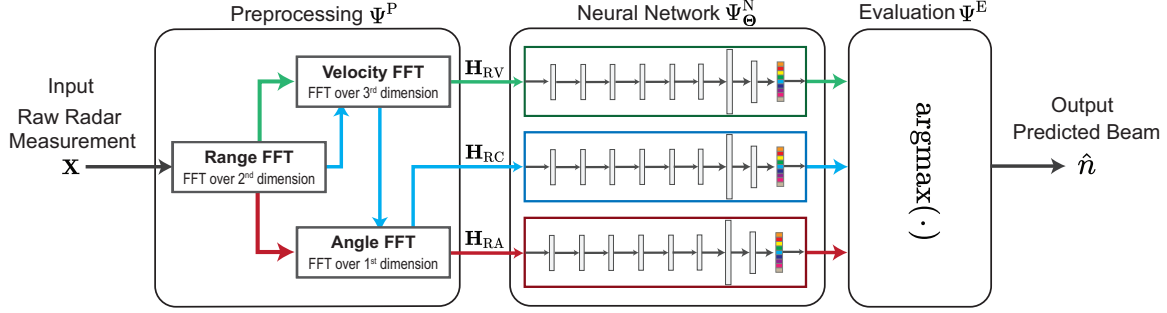 Preprocessing Ψ^P
Neural Network Ψ_Θ^N
Evaluation Ψ^E
Input
Raw Radar
Measurement
X
Range FFT
FFT over 2nd dimension
Velocity FFT
FFT over 3rd dimension
Angle FFT
FFT over 1st dimension
H_RV
H_RC
H_RA
argmax(·)
Output
Predicted Beam
n̂